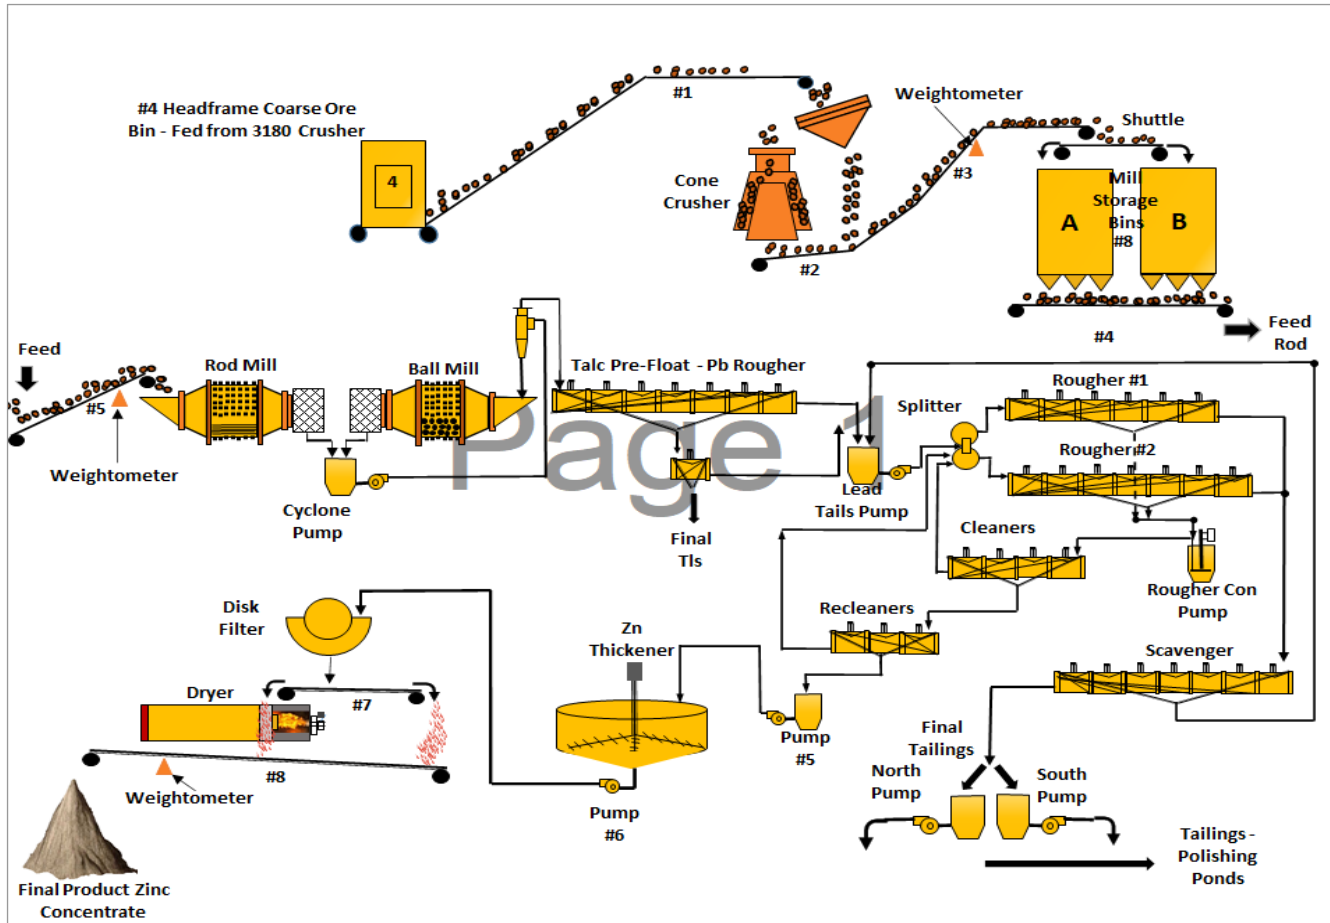 #4 Headframe Coarse Ore
Bin - Fed from 3180 Crusher
4
#1
Cone
Crusher
#2
Weightometer
#3
Shuttle
Mill
Storage
Bins
#8
A
B
#4
Feed
Rod
Feed
#5
Weightometer
Rod Mill
Ball Mill
Cyclone
Pump
Talc Pre-Float - Pb Rougher
Final
Tls
Page 1
Lead
Tails Pump
Splitter
Rougher #1
Rougher #2
Cleaners
Rougher Con
Pump
Recleaners
Scavenger
Disk
Filter
Zn
Thickener
Dryer
#7
#8
Weightometer
Pump
#5
Pump
#6
Final
Tailings
North
Pump
South
Pump
Tailings -
Polishing
Ponds
Final Product Zinc
Concentrate